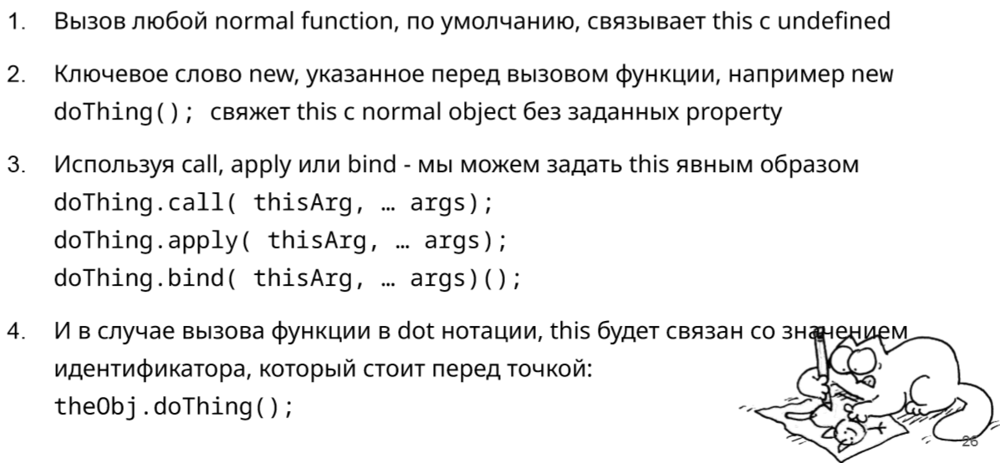 1. Вызов любой normal function, по умолчанию, связывает this с undefined
2. Ключевое слово new, указанное перед вызовом функции, например new
doThing(); свяжет this с normal object без заданных property
3. Используя call, apply или bind - мы можем задать this явным образом
doThing.call( thisArg, … args);
doThing.apply( thisArg, … args);
doThing.bind( thisArg, … args)();
4. И в случае вызова функции в dot нотации, this будет связан со значением
идентификатора, который стоит перед точкой:
theObj.doThing();
26